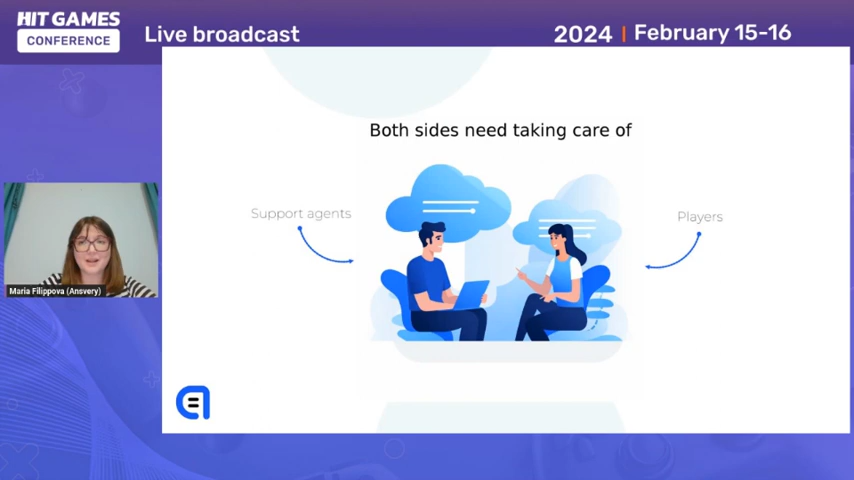 HIT GAMES
CONFERENCE
Live broadcast
2024 | February 15-16
Both sides need taking care of
Support agents
Players
Maria Filippova (Ansvery)